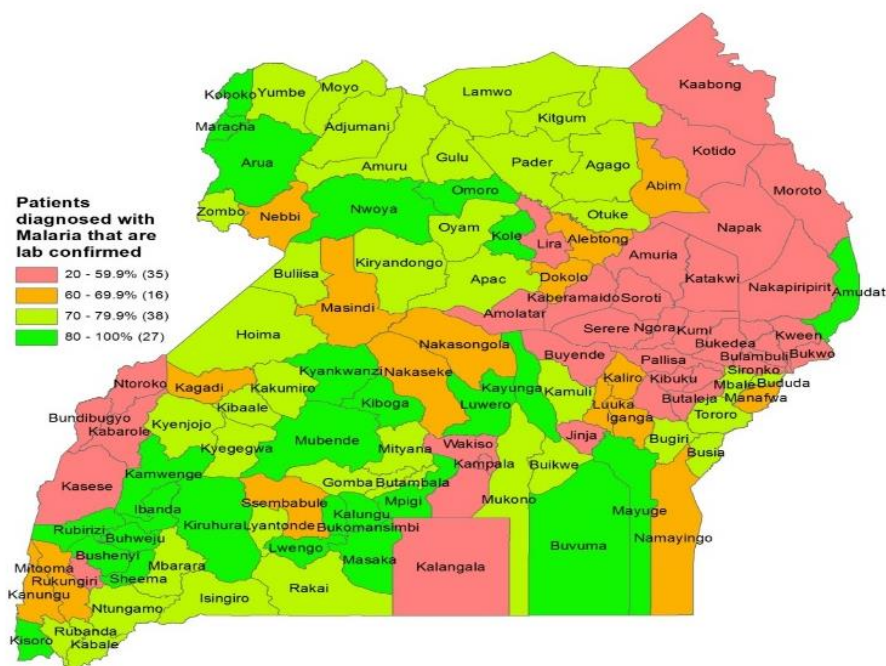 Kaabong
Koboko
Yumbe
Moyo
Lamwo
Maracha
Adjumani
Kitgum
Kotido
Arua
Amuru
Gulu
Pader
Agago
Abim
Moroto
Patients
diagnosed with
Malaria that are
lab confirmed
20 - 59.9% (35)
60 - 69.9% (16)
70 - 79.9% (38)
80 - 100% (27)
Zombo
Nebbi
Nwoya
Omoro
Otuke
Napak
Oyam
Kole
Lira
Alebtong
Amuria
Buliisa
Kiryandongo
Apac
Dokolo
Katakwi
Nakapiripirit
Amudat
Masindi
Kaberamaido
Soroti
Amolatar
Serere
Ngora
Kumi
Kween
Hoima
Nakasongola
Bukedea
Bulambuli
Bukwo
Buyende
Pallisa
Sironko
Ntoroko
Kagadi
Kakumiro
Kyankwanzi
Nakaseke
Kayunga
Kaliro
Kibuku
Mbale
Bududa
Bundibugyo
Kibaale
Kiboga
Luwero
Kamuli
Luuka
Butaleja
Manafwa
Kabarole
Kyenjojo
Iganga
Tororo
Mubende
Mityana
Wakiso
Jinja
Bugiri
Kyegegwa
Kampala
Buikwe
Busia
Kasese
Kamwenge
Gomba
Butambala
Ssembabule
Mpigi
Mukono
Ibanda
Kalungu
Mayuge
Rubirizi
Kiruhura
Lyantonde
Bukomansimbi
Buhweju
Namayingo
Bushenyi
Lwengo
Masaka
Buvuma
Mitooma
Mbarara
Kalangala
Rukungiri
Sheema
Kanungu
Rakai
Isingiro
Ntungamo
Rubanda
Kisoro
Kabale